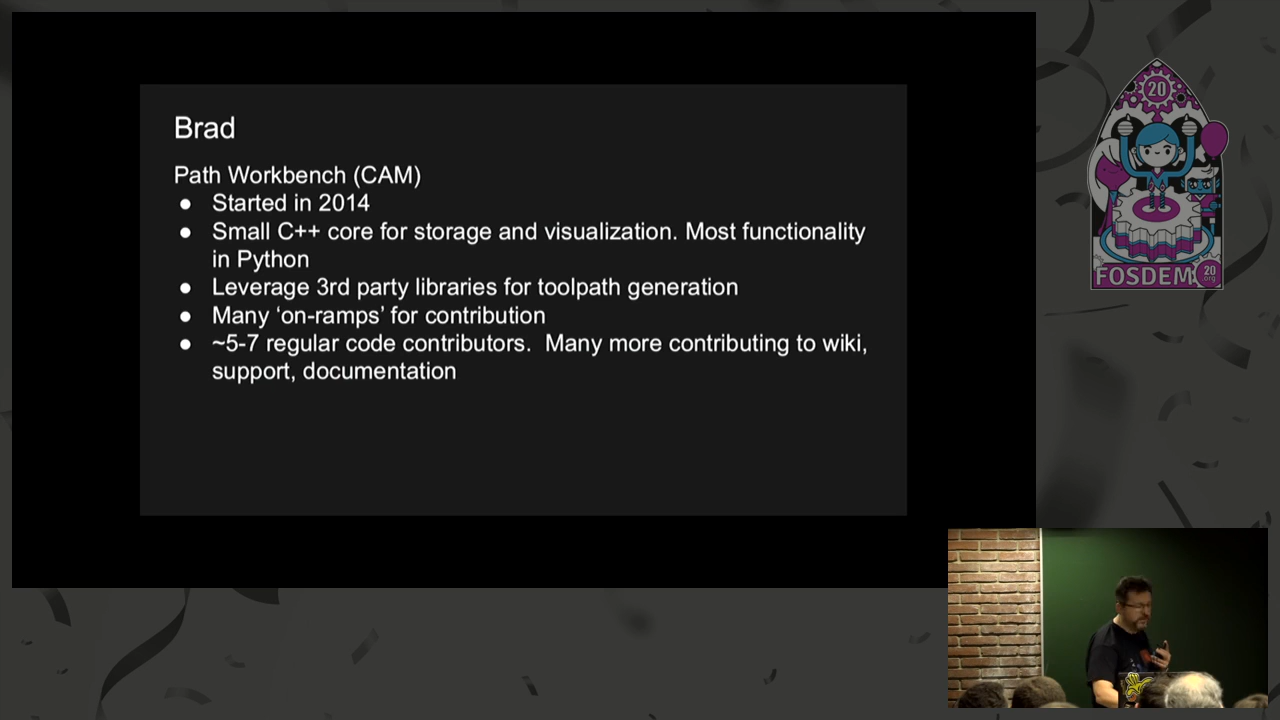 Brad
Path Workbench (CAM)
● Started in 2014
● Small C++ core for storage and visualization. Most functionality
in Python
● Leverage 3rd party libraries for toolpath generation
● Many ‘on-ramps’ for contribution
● ~5-7 regular code contributors.  Many more contributing to wiki,
support, documentation
20
FOSDEM
20
org